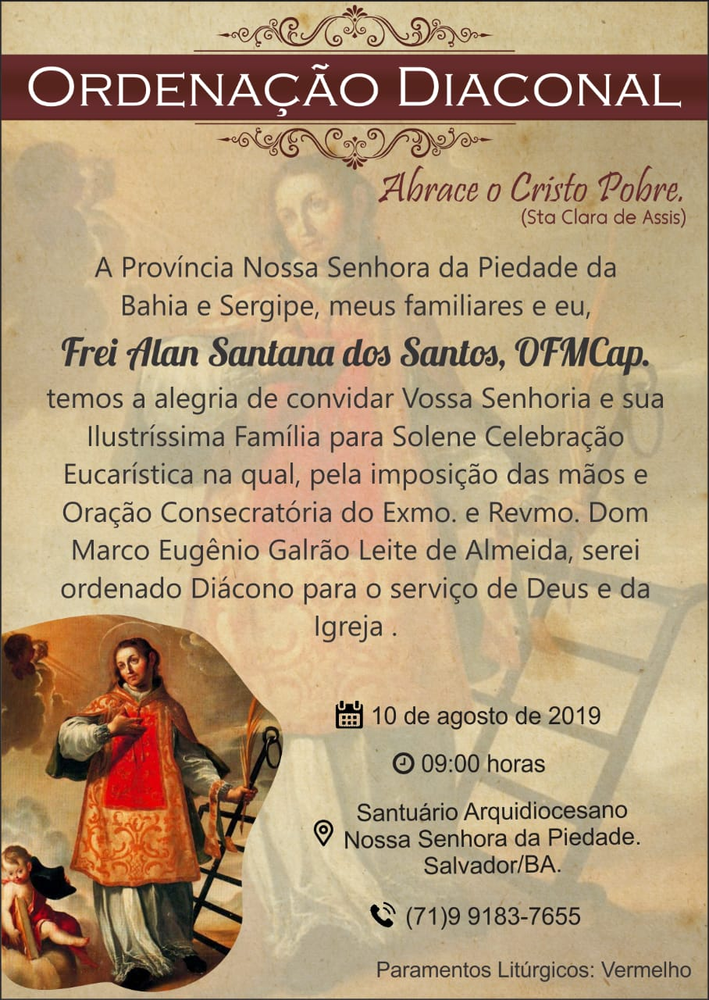 ORDENAÇÃO DIACONAL
Abrace o Cristo Pobre.
(Sta Clara de Assis)
A Província Nossa Senhora da Piedade da
Bahia e Sergipe, meus familiares e eu,
Frei Alan Santana dos Santos, OFMCap.
temos a alegria de convidar Vossa Senhoria e sua
Ilustríssima Família para Solene Celebração
Eucarística na qual, pela imposição das mãos e
Oração Consecratória do Exmo. e Revmo. Dom
Marco Eugênio Galrão Leite de Almeida, serei
ordenado Diácono para o serviço de Deus e da
Igreja .
10 de agosto de 2019
09:00 horas
Santuário Arquidiocesano
Nossa Senhora da Piedade.
Salvador/BA.
(71)9 9183-7655
Paramentos Litúrgicos: Vermelho